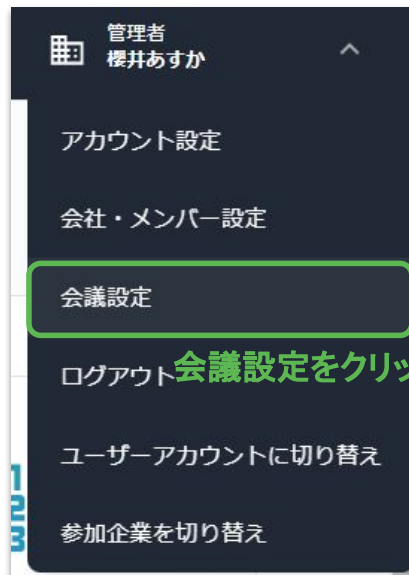 管理者
櫻井あすか
アカウント設定
会社・メンバー設定
会議設定
会議設定をクリッ
ログアウト
ユーザーアカウントに切り替え
参加企業を切り替え
1
2
3